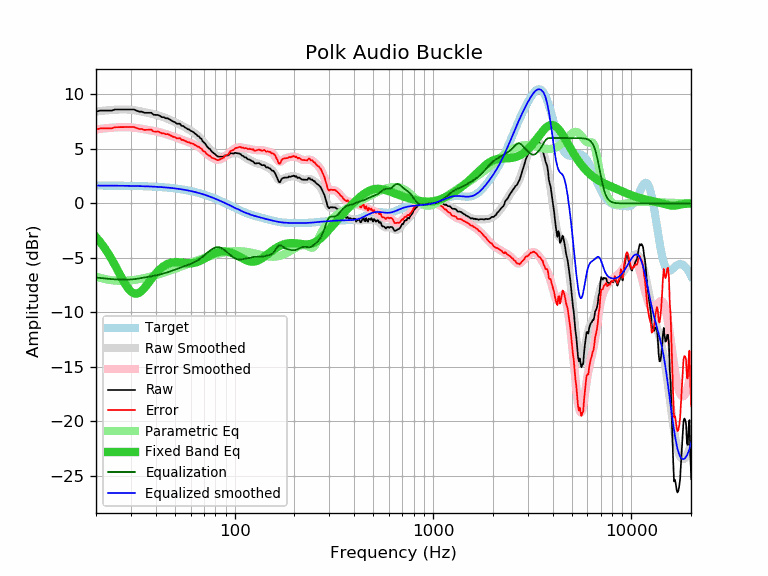 Polk Audio Buckle
10
5
0
−5
−10
−15
−20
−25
Amplitude (dBr)
Target
Raw Smoothed
Error Smoothed
Raw
Error
Parametric Eq
Fixed Band Eq
Equalization
Equalized smoothed
100
1000
10000
Frequency (Hz)